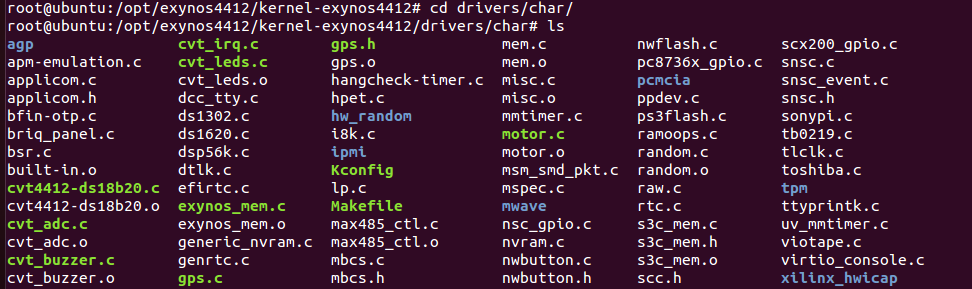 root@ubuntu:/opt/exynos4412/kernel-exynos4412# cd drivers/char/
root@ubuntu:/opt/exynos4412/kernel-exynos4412/drivers/char# ls
agp cvt_irq.c gps.h mem.c nwflash.c scx200_gpio.c
apm-emulation.c cvt_leds.c gps.o mem.o pc8736x_gpio.c snsc.c
applicom.c cvt_leds.o hangcheck-timer.c misc.c pcmcia snsc_event.c
applicom.h dcc_tty.c hpet.c misc.o ppdev.c snsc.h
bfin-otp.c ds1302.c hw_random mmtimer.c ps3flash.c sonypi.c
briq_panel.c ds1620.c i8k.c motor.c ramoops.c tb0219.c
bsr.c dsp56k.c ipmi motor.o random.c tlclk.c
built-in.o dtlk.c Kconfig msm_smd_pkt.c random.o toshiba.c
cvt4412-ds18b20.c efirtc.c lp.c mspec.c raw.c tpm
cvt4412-ds18b20.o exynos_mem.c Makefile mwave rtc.c ttyprintk.c
cvt_adc.c exynos_mem.o max485_ctl.c nsc_gpio.c s3c_mem.c uv_mmtimer.c
cvt_adc.o generic_nvram.c max485_ctl.o nvram.c s3c_mem.h viotape.c
cvt_buzzer.c genrtc.c mbcs.c nwbutton.c s3c_mem.o virtio_console.c
cvt_buzzer.o gps.c mbcs.h nwbutton.h scc.h xilinx_hwicap